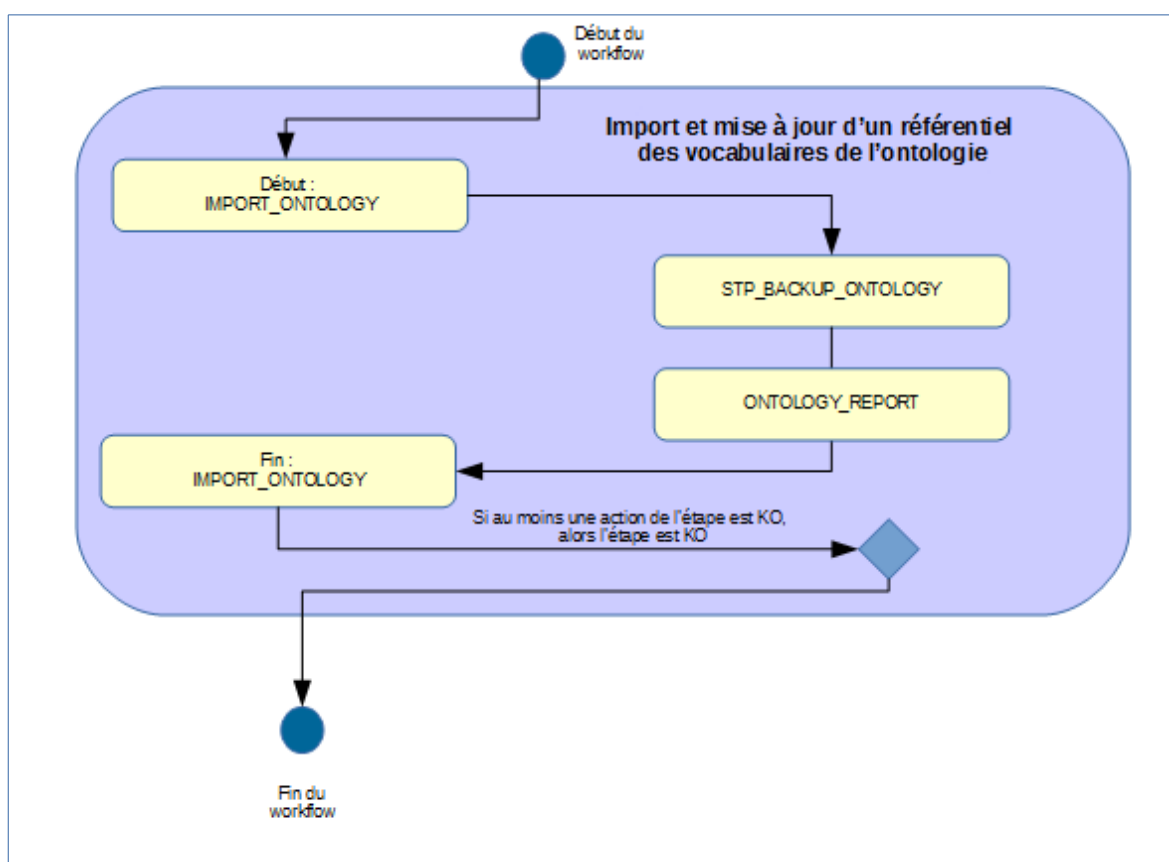 Début du
workflow
Import et mise à jour d’un référentiel
des vocabulaires de l’ontologie
Début :
IMPORT_ONTOLOGY
STP_BACKUP_ONTOLOGY
ONTOLOGY_REPORT
Fin :
IMPORT_ONTOLOGY
Si au moins une action de l’étape est KO,
alors l’étape est KO
Fin du
workflow